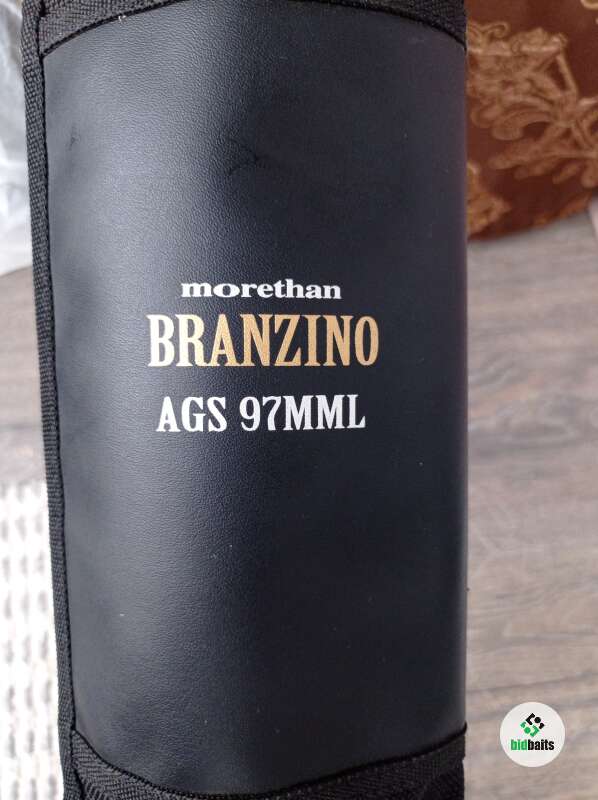 morethan
BRANZINO
AGS 97MML
bidbaits